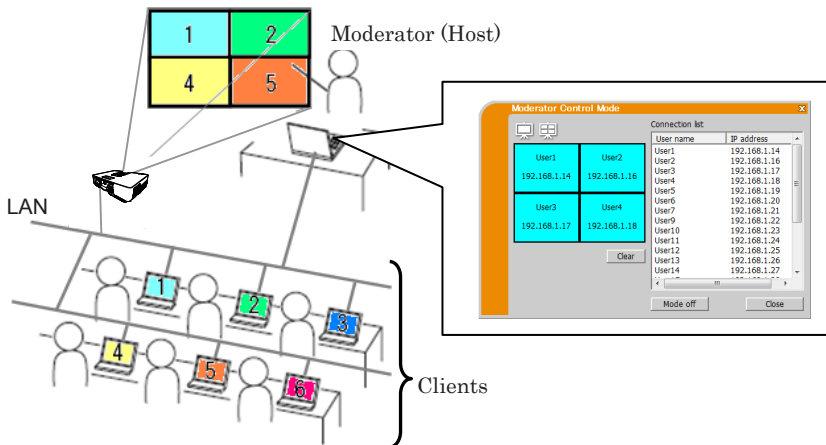 1 2
4 5
Moderator (Host)
LAN
1 2 3
4 5 6
Clients
Moderator Control Mode x
Connection list
User name IP address
User1 192.168.1.14
User2 192.168.1.16
User3 192.168.1.17
User4 192.168.1.18
User5 192.168.1.19
User6 192.168.1.20
User7 192.168.1.21
User9 192.168.1.22
User10 192.168.1.23
User11 192.168.1.24
User12 192.168.1.25
User13 192.168.1.26
User14 192.168.1.27
User1 User2
192.168.1.14 192.168.1.16
User3 User4
192.168.1.17 192.168.1.18
Clear
Mode off Close